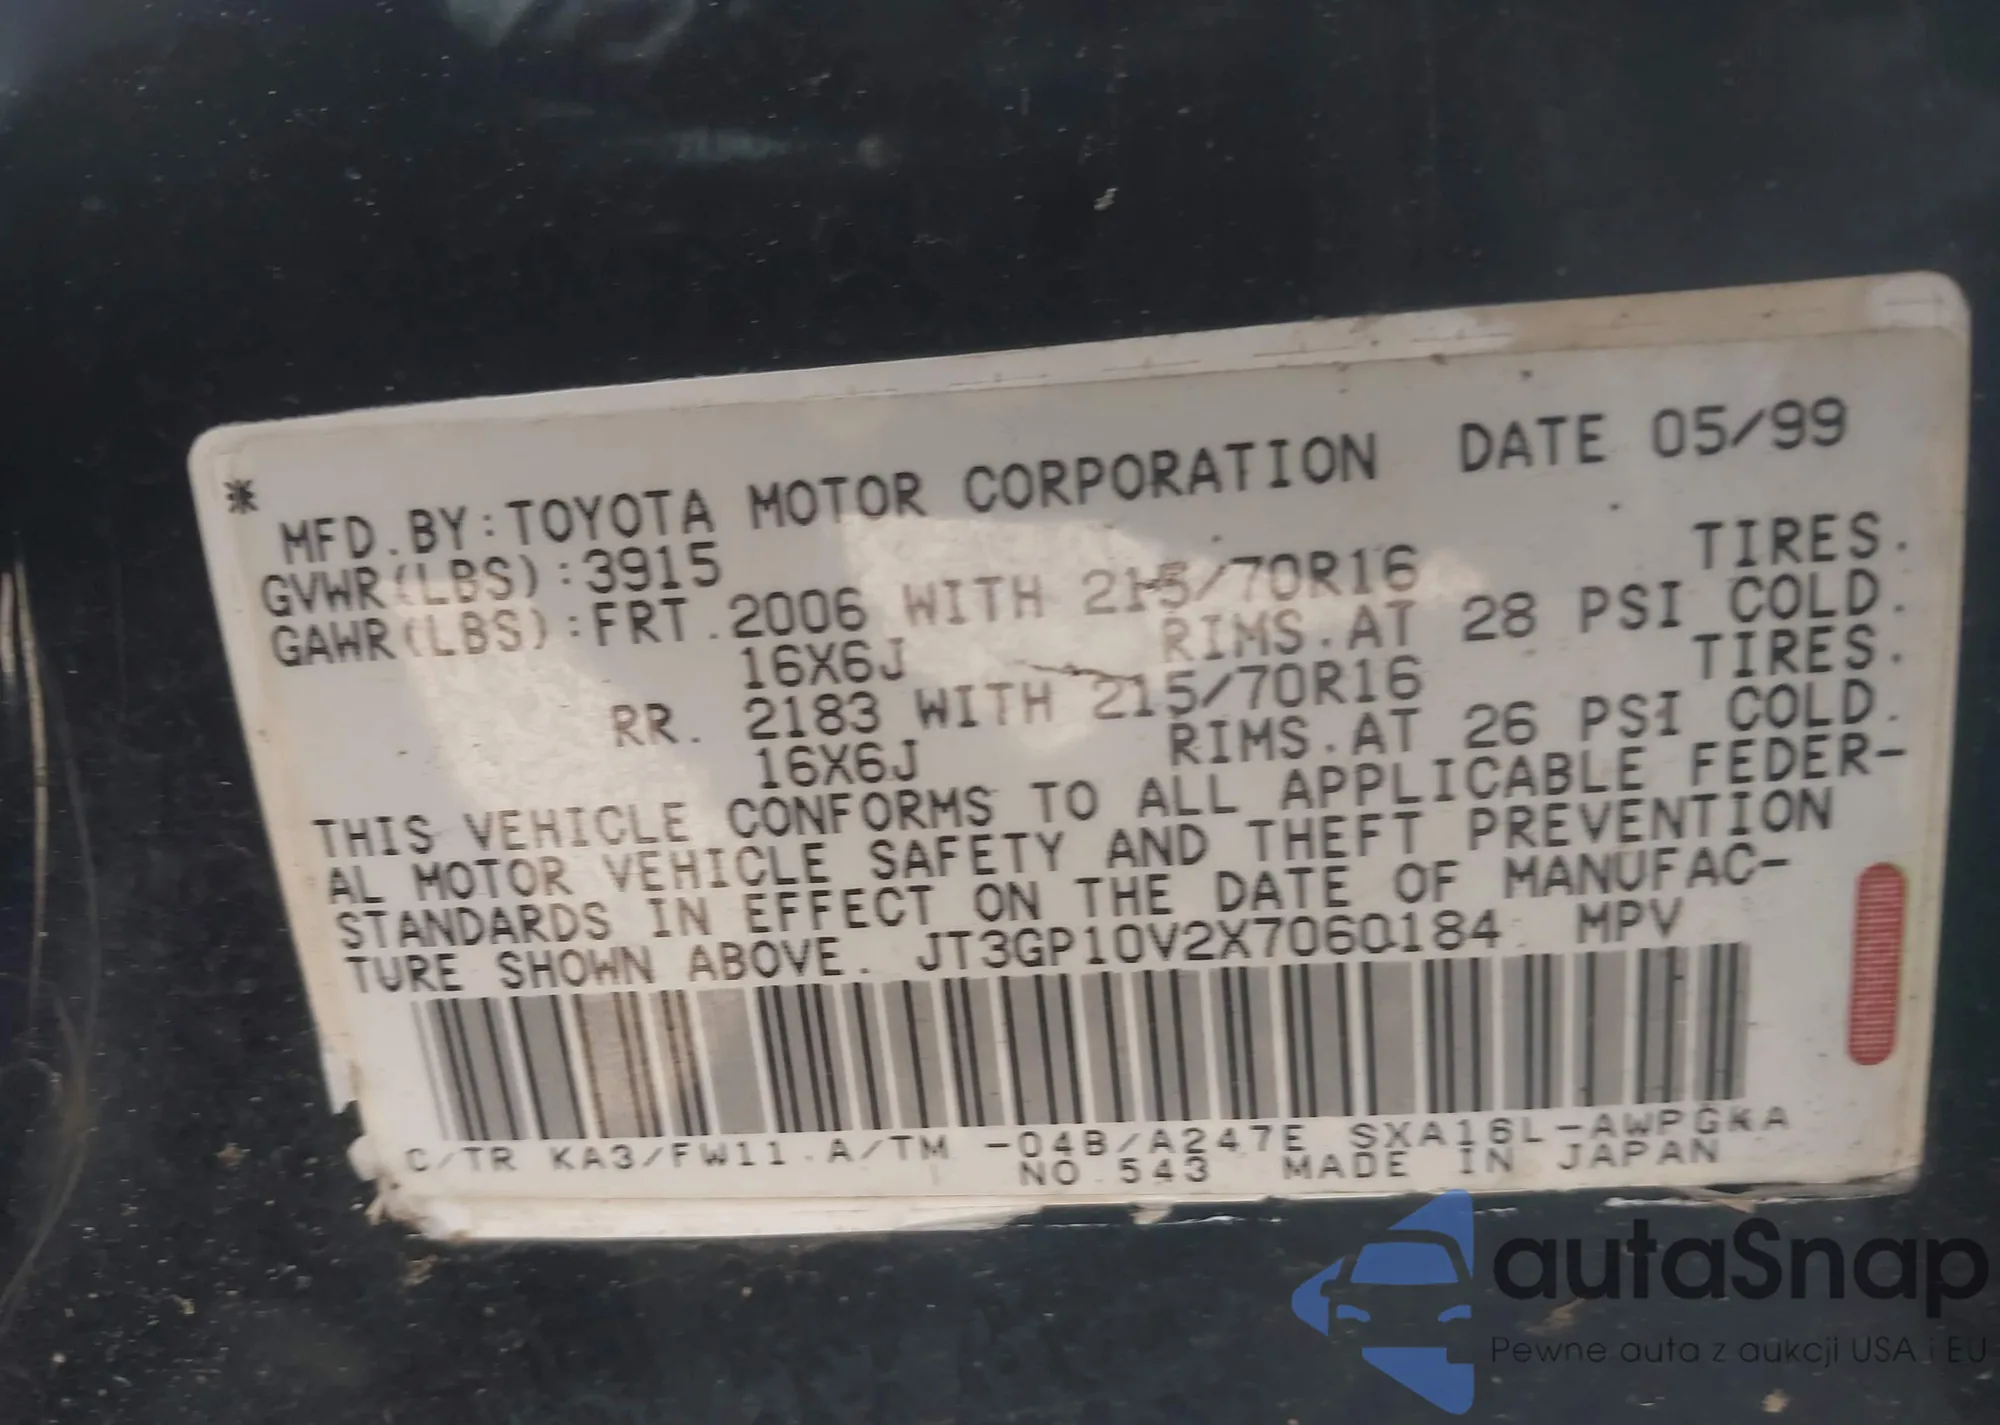 * MFD.BY:TOYOTA MOTOR CORPORATION DATE 05/99
GVWR(LBS):3915
GAWR(LBS):FRT.2006 WITH 215/70R16 TIRES.
16X6J RIMS.AT 28 PSI COLD.
RR. 2183 WITH 215/70R16 TIRES.
16X6J RIMS.AT 26 PSI COLD.
THIS VEHICLE CONFORMS TO ALL APPLICABLE FEDER-
AL MOTOR VEHICLE SAFETY AND THEFT PREVENTION
STANDARDS IN EFFECT ON THE DATE OF MANUFAC-
TURE SHOWN ABOVE. JT3GP10V2X7060184 MPV
C/TR KA3/FW11 A/TM -04B/A247E SXA16L-AWPGKA
NO.543 MADE IN JAPAN
autaSnap
Pewne auta z aukcji USA i EU